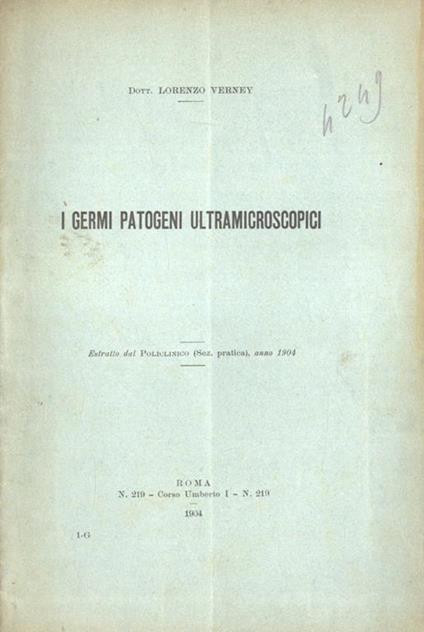 Dott. LORENZO VERNEY
4249
I GERMI PATOGENI ULTRAMICROSCOPICI
Estratto dal POLICLINICO (Sez. pratica), anno 1904
ROMA
N. 219 – Corso Umberto I – N. 219
1904
1-G